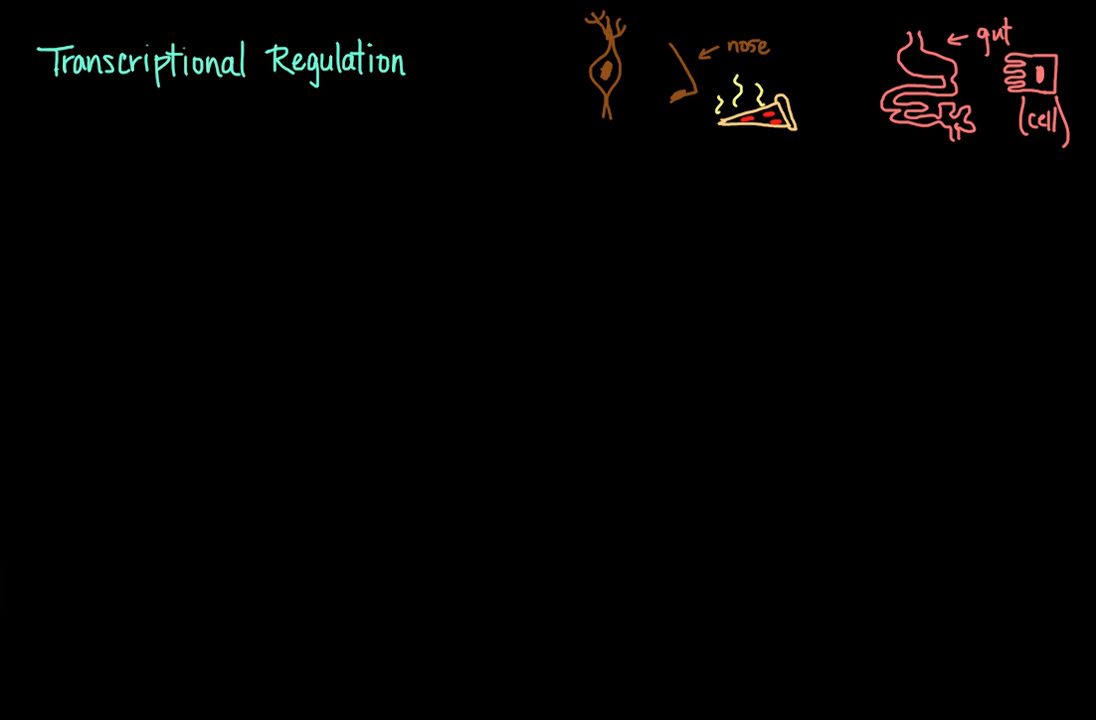 Transcriptional Regulation
← nose
← gut
(cell)